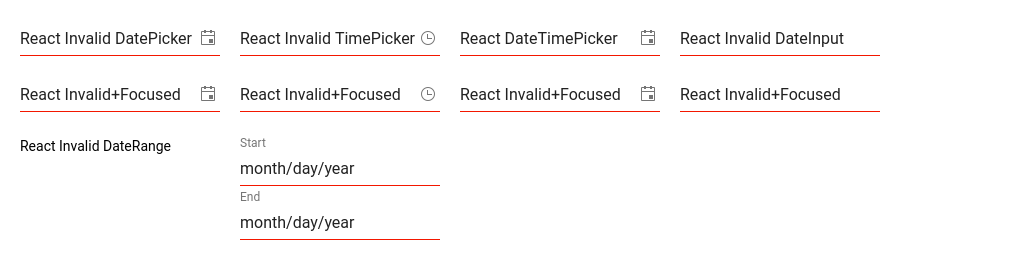 React Invalid DatePicker React Invalid TimePicker React DateTimePicker React Invalid DateInput
React Invalid+Focused React Invalid+Focused React Invalid+Focused React Invalid+Focused
React Invalid DateRange
Start
month/day/year
End
month/day/year